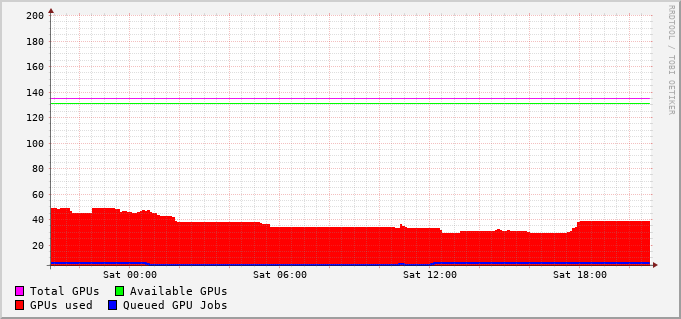 200
180
160
140
120
100
80
60
40
20
Sat 00:00 Sat 06:00 Sat 12:00 Sat 18:00
Total GPUs Available GPUs
GPUs used Queued GPU Jobs
RRDTOOL / TOBI OETIKER